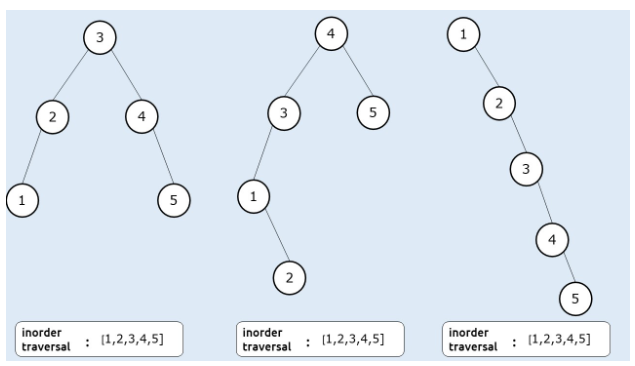 3
2
4
1
5
4
3
5
1
2
1
2
3
4
5
inorder
traversal : [1,2,3,4,5]
inorder
traversal : [1,2,3,4,5]
inorder
traversal : [1,2,3,4,5]